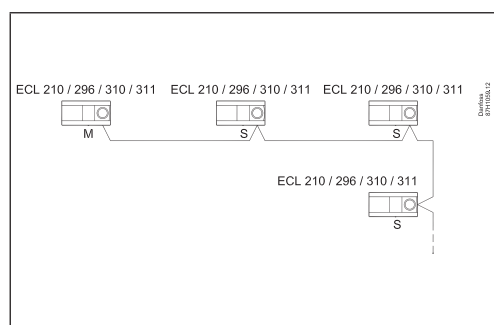 ECL 210 / 296 / 310 / 311 ECL 210 / 296 / 310 / 311 ECL 210 / 296 / 310 / 311
M S S
ECL 210 / 296 / 310 / 311
S
Danfoss
87H1059.12